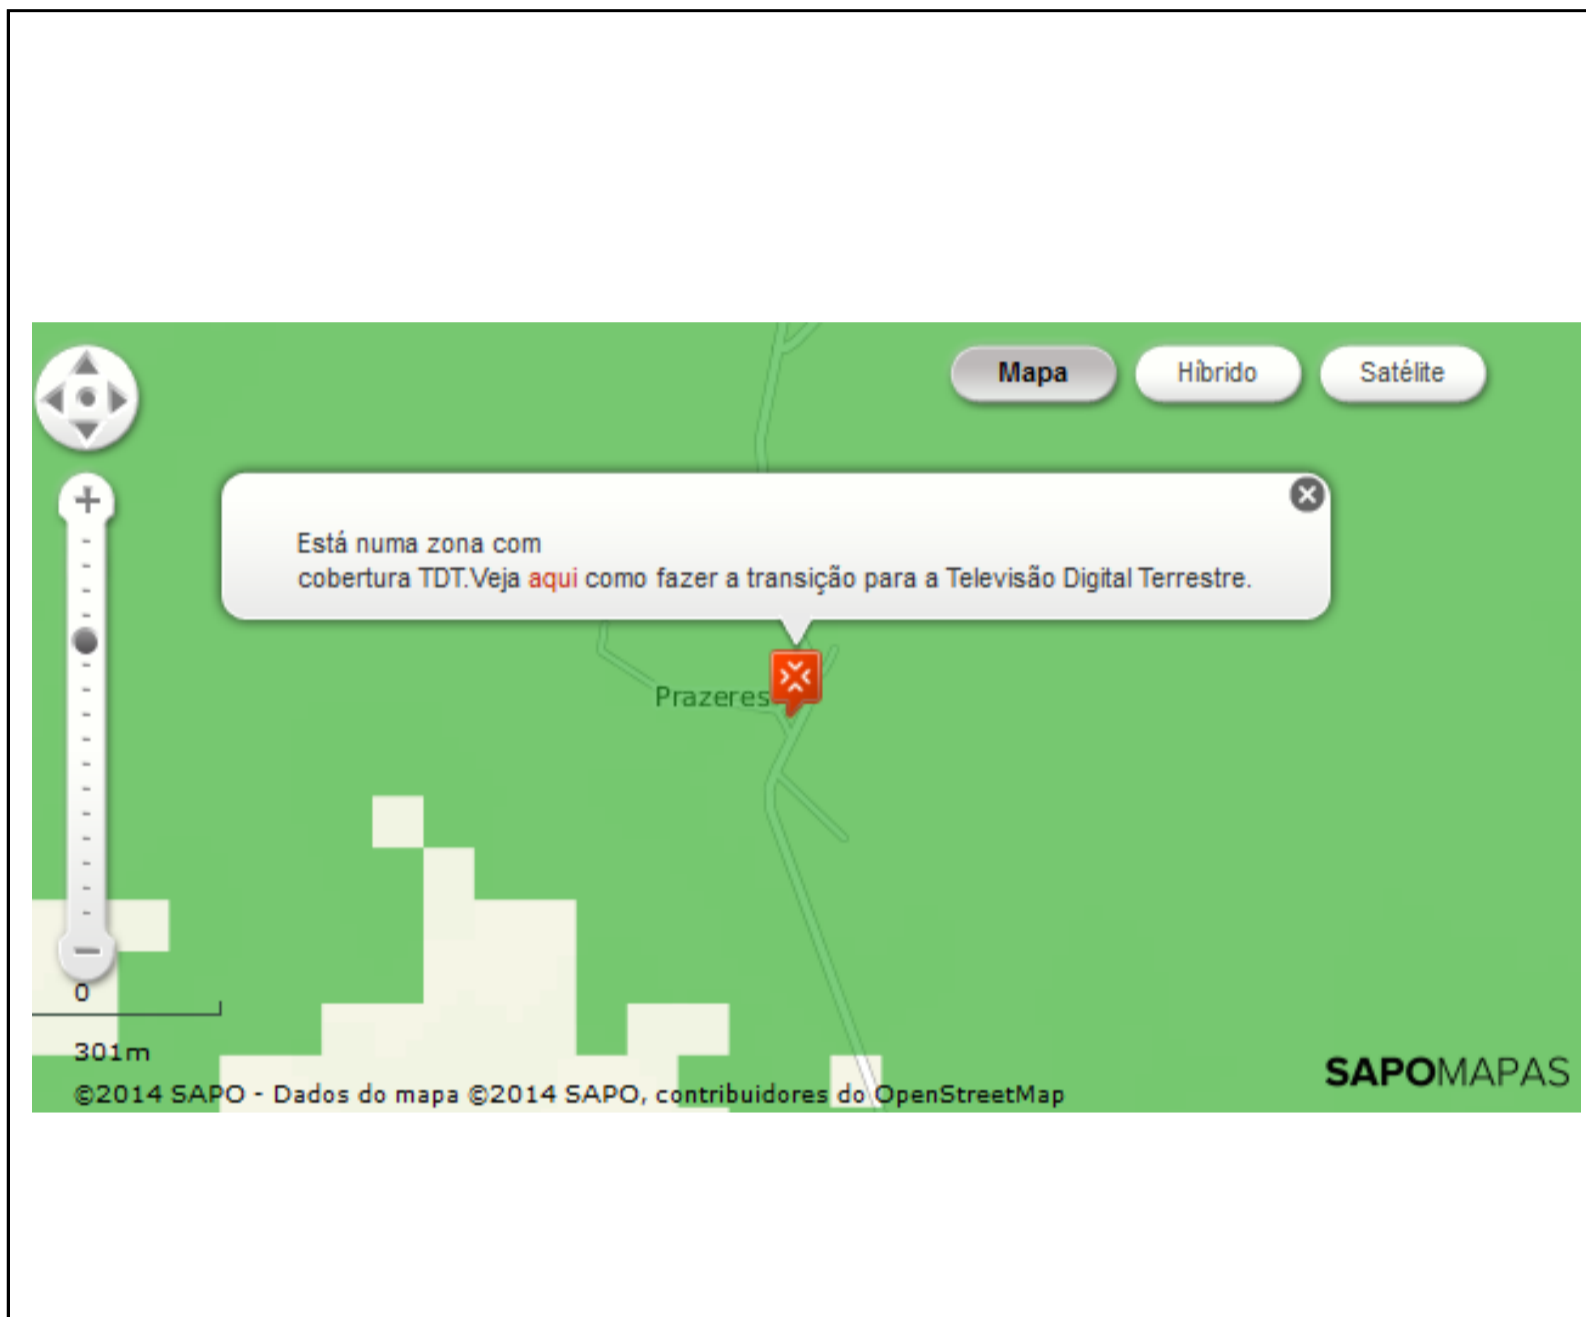 Mapa
Híbrido
Satélite
Está numa zona com
cobertura TDT.Veja aqui como fazer a transição para a Televisão Digital Terrestre.
Prazeres
0
301m
©2014 SAPO - Dados do mapa ©2014 SAPO, contribuidores do OpenStreetMap
SAPOMAPAS